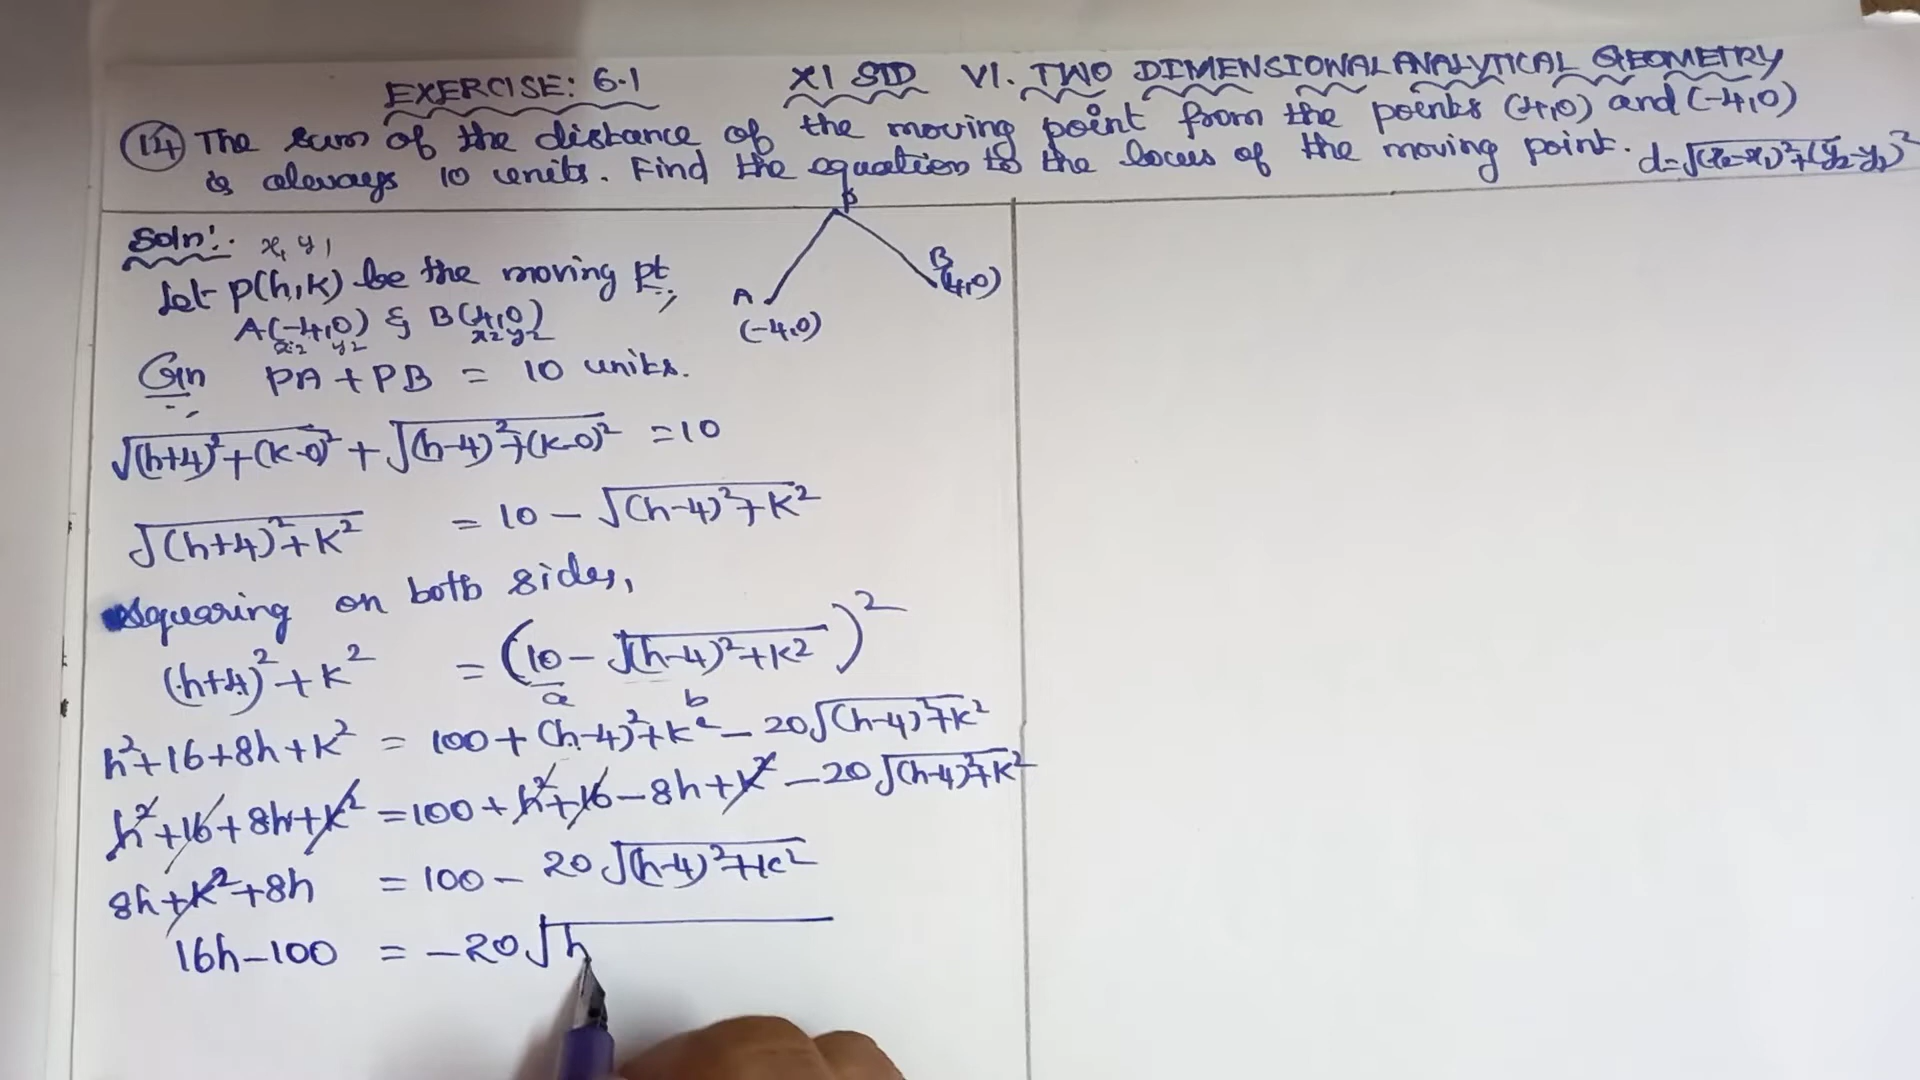 EXERCISE: 6.1 XI STD VI. TWO DIMENSIONAL ANALYTICAL GEOMETRY
(14) The sum of the distance of the moving point from the points (4,0) and (-4,0)
is always 10 units. Find the equation to the locus of the moving point. d=√(x₂-x₁)²+(y₂-y₁)²
P
Soln:. x₁ y₁
Let P(h,k) be the moving pt,
A(-4,0) & B(4,0)
x₂ y₂ x₂ y₂
A
(-4,0)
B
(4,0)
Gn PA + PB = 10 units.
√(h+4)²+(k-0)² + √(h-4)²+(k-0)² = 10
√(h+4)²+k² = 10 - √(h-4)²+k²
Squaring on both sides,
(h+4)²+k² = (10 - √(h-4)²+k²)²
a b
h²+16+8h+k² = 100+(h-4)²+k² - 20√(h-4)²+k²
h²+16+8h+k² = 100+h²+16-8h+k² - 20√(h-4)²+k²
8h+k²+8h = 100 - 20√(h-4)²+k²
16h-100 = -20√h